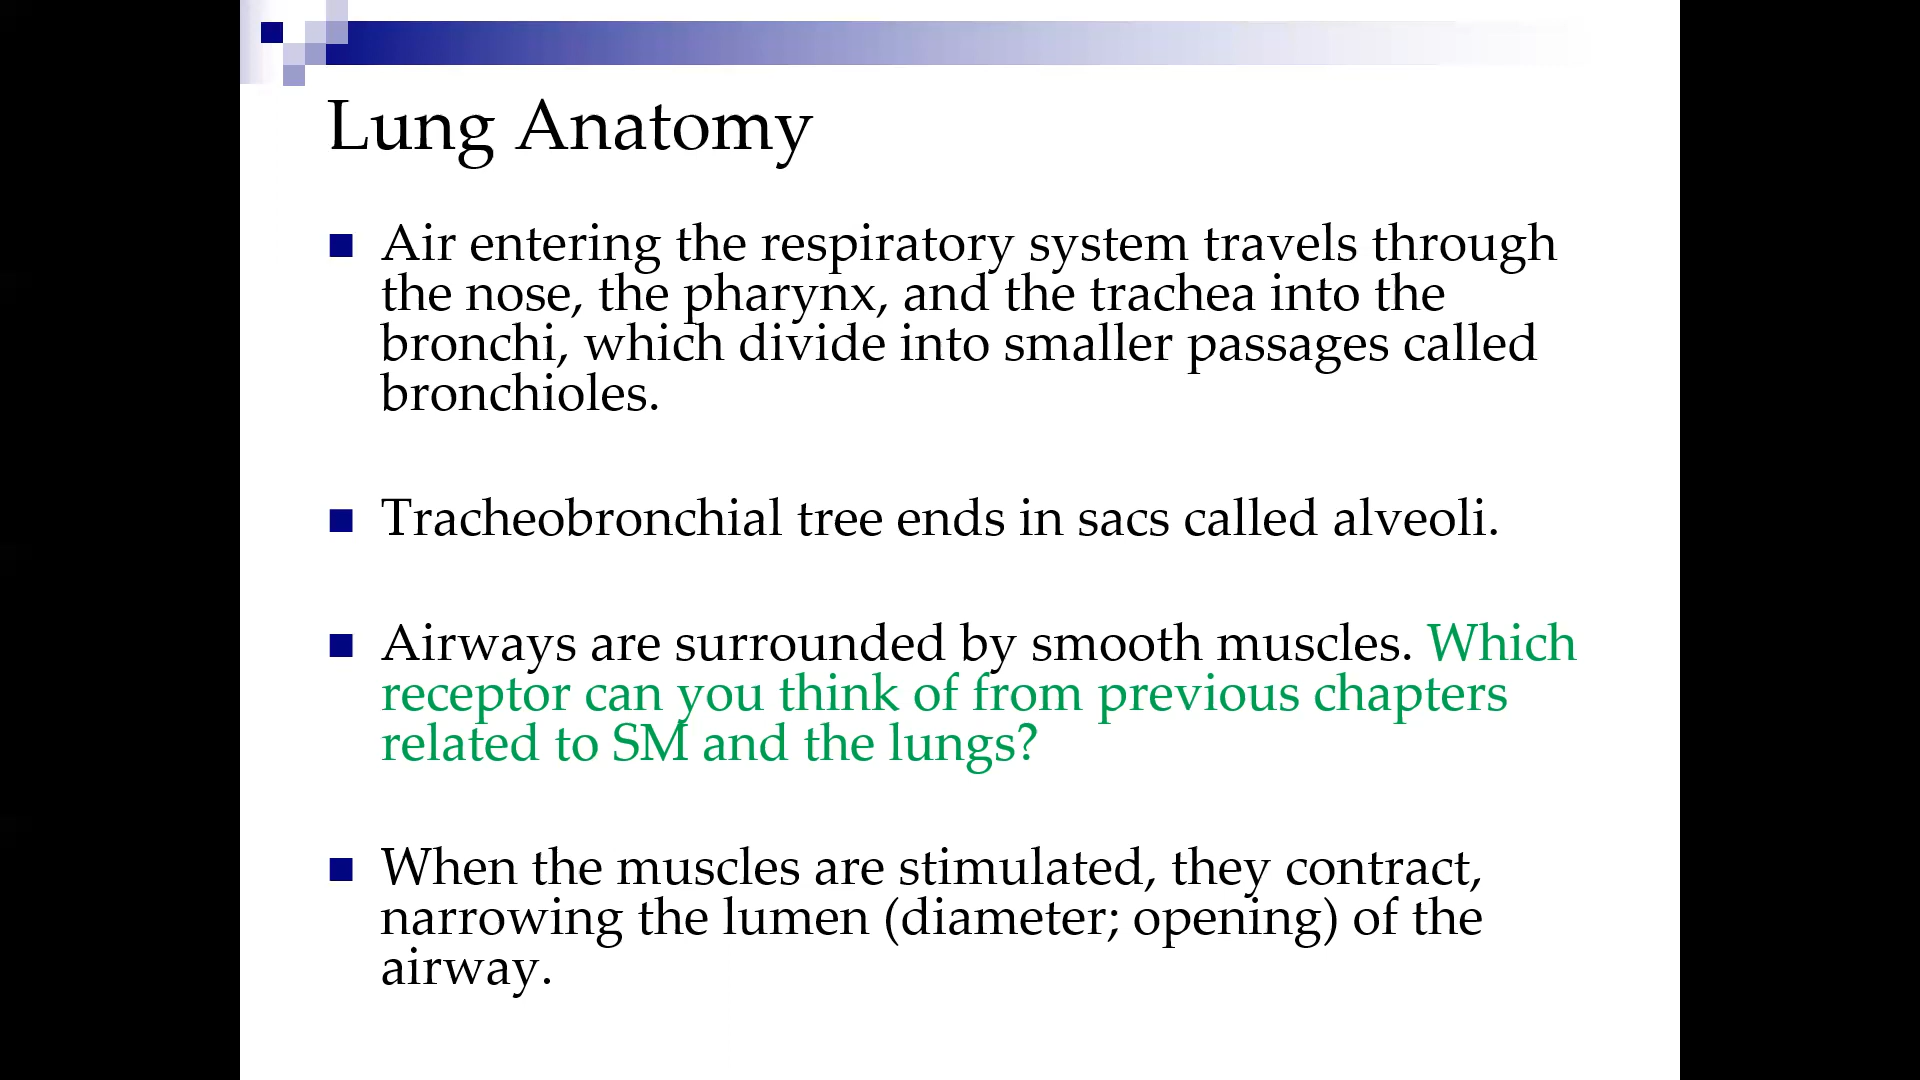 Lung Anatomy
Air entering the respiratory system travels through
the nose, the pharynx, and the trachea into the
bronchi, which divide into smaller passages called
bronchioles.
Tracheobronchial tree ends in sacs called alveoli.
Airways are surrounded by smooth muscles. Which
receptor can you think of from previous chapters
related to SM and the lungs?
When the muscles are stimulated, they contract,
narrowing the lumen (diameter; opening) of the
airway.